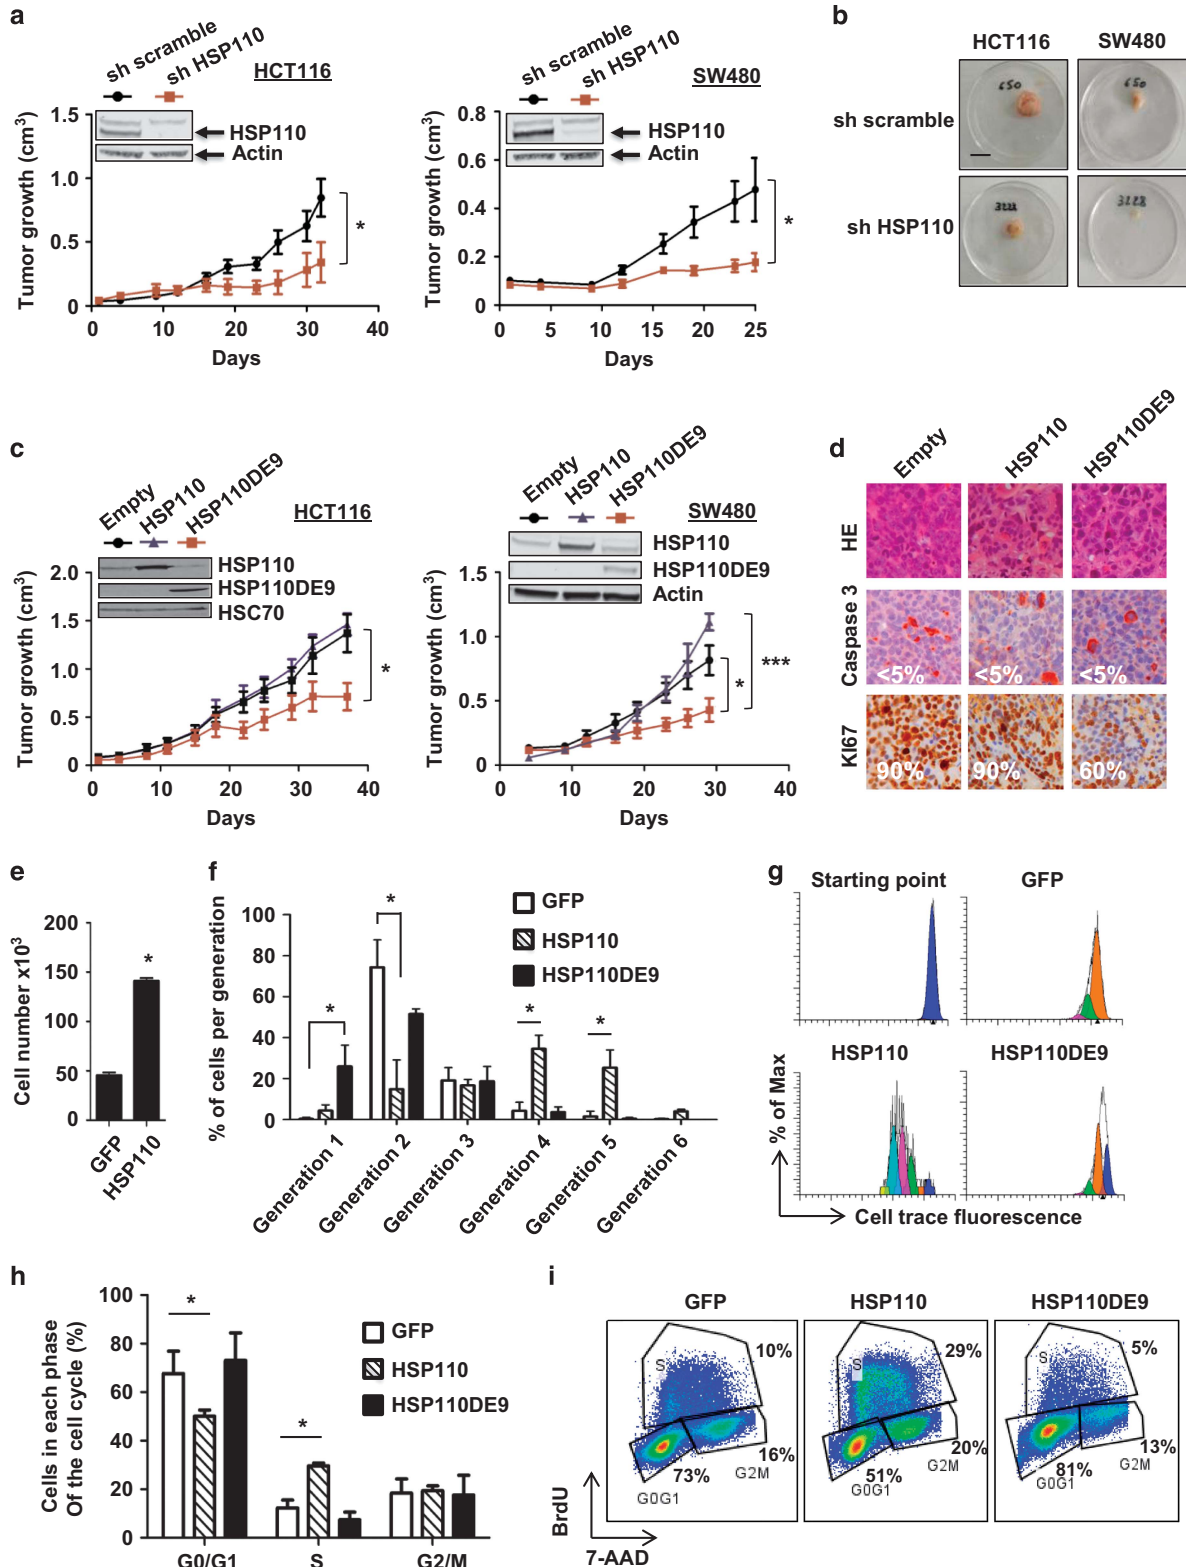 a
sh scramble
sh HSP110
HCT116
Tumor growth (cm³)
1.5
1.0
0.5
0
HSP110
Actin
0 10 20 30 40
Days
*
sh scramble
sh HSP110
SW480
Tumor growth (cm³)
0.8
0.6
0.4
0.2
0
HSP110
Actin
0 5 10 15 20 25
Days
*
b
HCT116 SW480
sh scramble
650
650
sh HSP110
3222
3228
c
Empty
HSP110
HSP110DE9
HCT116
Tumor growth (cm³)
2.0
1.5
1.0
0.5
0
HSP110
HSP110DE9
HSC70
0 10 20 30 40
Days
*
Empty
HSP110
HSP110DE9
SW480
Tumor growth (cm³)
1.5
1.0
0.5
0
HSP110
HSP110DE9
Actin
0 10 20 30 40
Days
*
***
d
Empty
HSP110
HSP110DE9
HE
Caspase 3
<5% <5% <5%
KI67
90% 90% 60%
e
Cell number x10³
200
150
100
50
0
*
GFP
HSP110
f
% of cells per generation
100
80
60
40
20
0
* * * *
GFP
HSP110
HSP110DE9
Generation 1
Generation 2
Generation 3
Generation 4
Generation 5
Generation 6
g
Starting point GFP
HSP110 HSP110DE9
% of Max
Cell trace fluorescence
h
Cells in each phase
Of the cell cycle (%)
100
80
60
40
20
0
* *
GFP
HSP110
HSP110DE9
G0/G1 S G2/M
i
GFP HSP110 HSP110DE9
S 10%
16%
G2M
73%
G0G1
S 29%
20%
G2M
51%
G0G1
S 5%
13%
G2M
81%
G0G1
BrdU
7-AAD